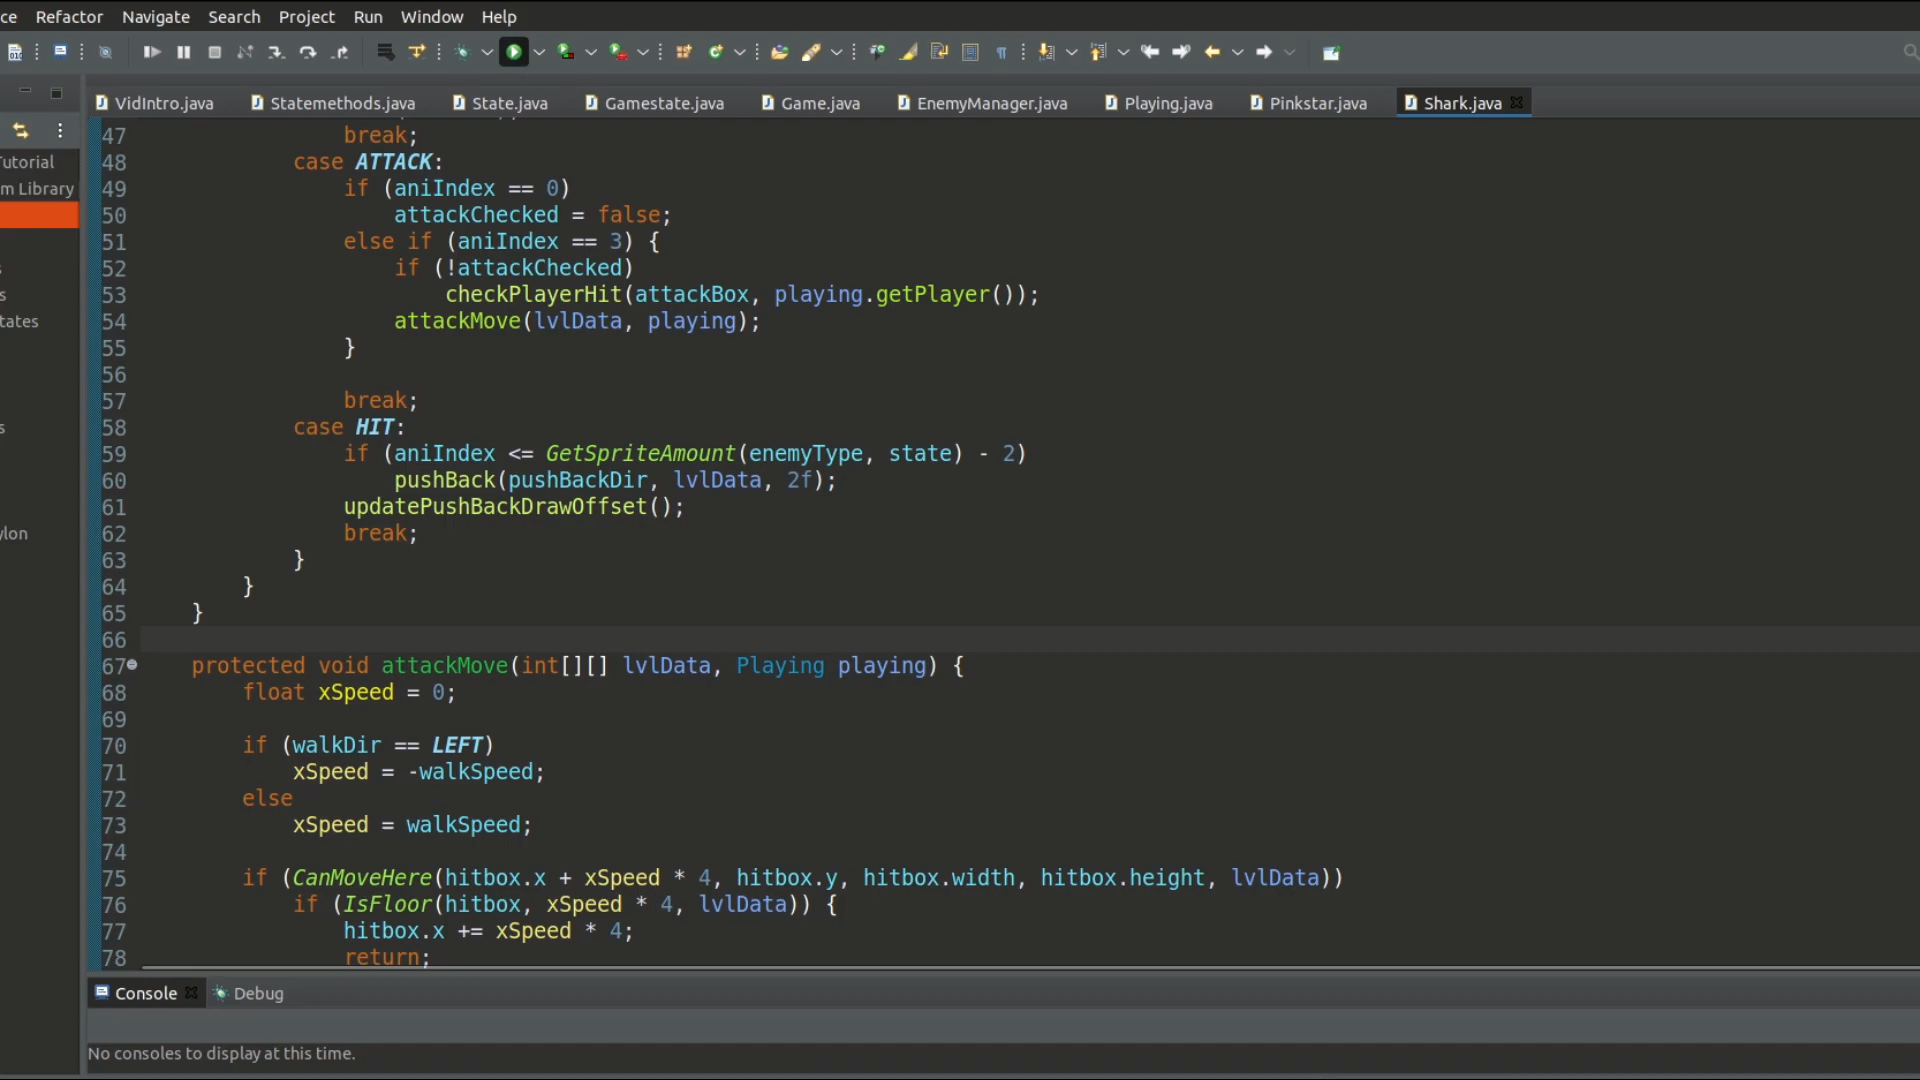 ce Refactor Navigate Search Project Run Window Help
VidIntro.java Statemethods.java State.java Gamestate.java Game.java EnemyManager.java Playing.java Pinkstar.java Shark.java
utorial
m Library
s
s
tates
s
ylon
47 break;
48 case ATTACK:
49 if (aniIndex == 0)
50 attackChecked = false;
51 else if (aniIndex == 3) {
52 if (!attackChecked)
53 checkPlayerHit(attackBox, playing.getPlayer());
54 attackMove(lvlData, playing);
55 }
56
57 break;
58 case HIT:
59 if (aniIndex <= GetSpriteAmount(enemyType, state) - 2)
60 pushBack(pushBackDir, lvlData, 2f);
61 updatePushBackDrawOffset();
62 break;
63 }
64 }
65 }
66
67 protected void attackMove(int[][] lvlData, Playing playing) {
68 float xSpeed = 0;
69
70 if (walkDir == LEFT)
71 xSpeed = -walkSpeed;
72 else
73 xSpeed = walkSpeed;
74
75 if (CanMoveHere(hitbox.x + xSpeed * 4, hitbox.y, hitbox.width, hitbox.height, lvlData))
76 if (IsFloor(hitbox, xSpeed * 4, lvlData)) {
77 hitbox.x += xSpeed * 4;
78 return;
Console Debug
No consoles to display at this time.